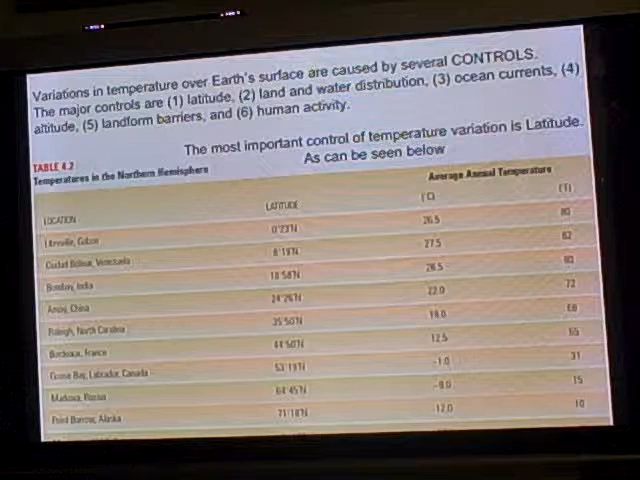 Variations in temperature over Earth's surface are caused by several CONTROLS.
The major controls are (1) latitude, (2) land and water distribution, (3) ocean currents, (4)
altitude, (5) landform barriers, and (6) human activity.
The most important control of temperature variation is Latitude.
As can be seen below
TABLE 4.2
Temperatures in the Northern Hemisphere
Average Annual Temperature
LOCATION LATITUDE (°C) (°F)
Libreville, Gabon 0°23'N 26.5 80
Ciudad Bolivar, Venezuela 8°19'N 27.5 82
Bombay, India 18°58'N 26.5 80
Amoy, China 24°26'N 22.0 72
Raleigh, North Carolina 35°50'N 18.0
Bordeaux, France 44°50'N 12.5 55
Goose Bay, Labrador, Canada 53°19'N -1.0 31
Markova, Russia 64°45'N -9.0 15
Point Barrow, Alaska 71°18'N -12.0 10